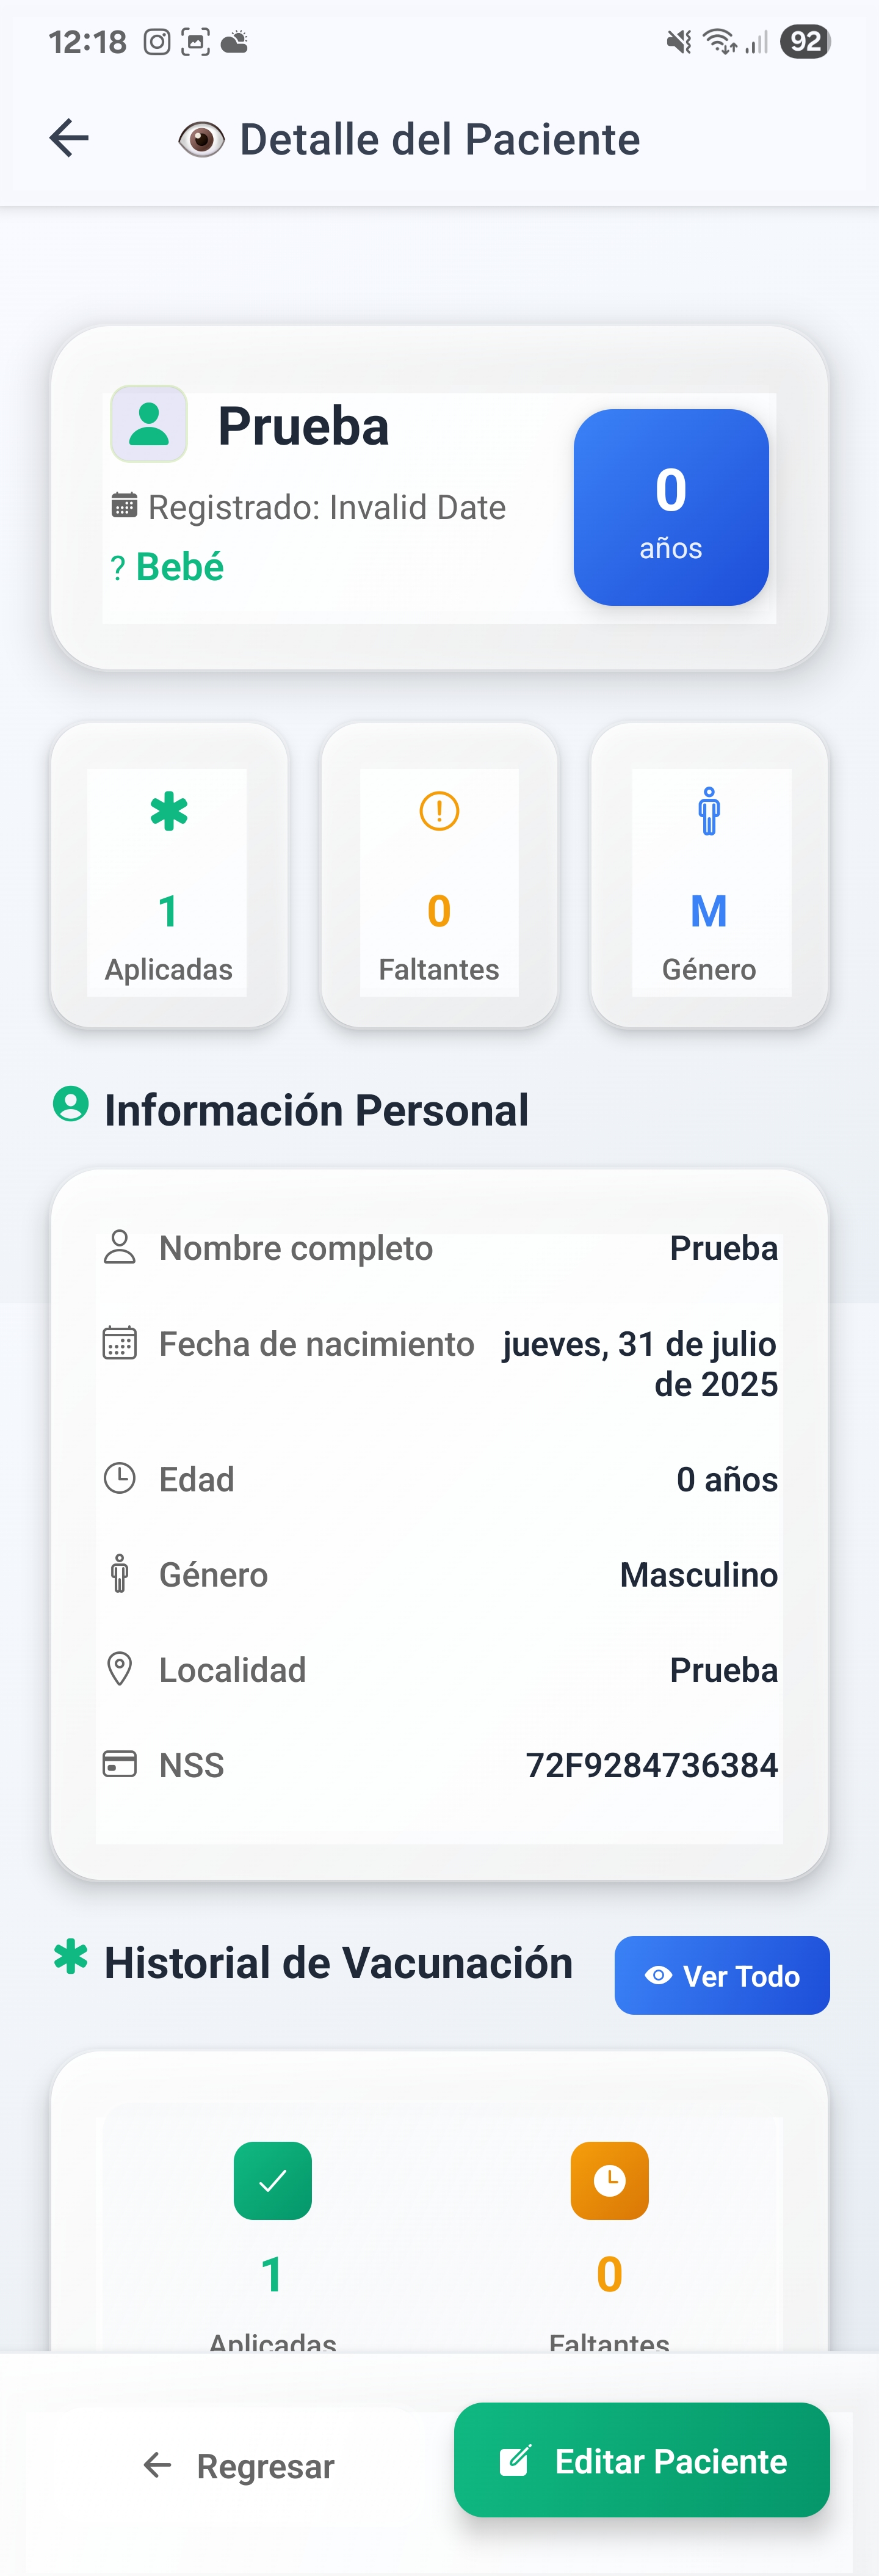 12:18
92
Detalle del Paciente
Prueba
Registrado: Invalid Date
? Bebé
0
años
1
Aplicadas
0
Faltantes
M
Género
Información Personal
Nombre completo Prueba
Fecha de nacimiento jueves, 31 de julio
de 2025
Edad 0 años
Género Masculino
Localidad Prueba
NSS 72F9284736384
Historial de Vacunación Ver Todo
1 0
Aplicadas Faltantes
Regresar Editar Paciente